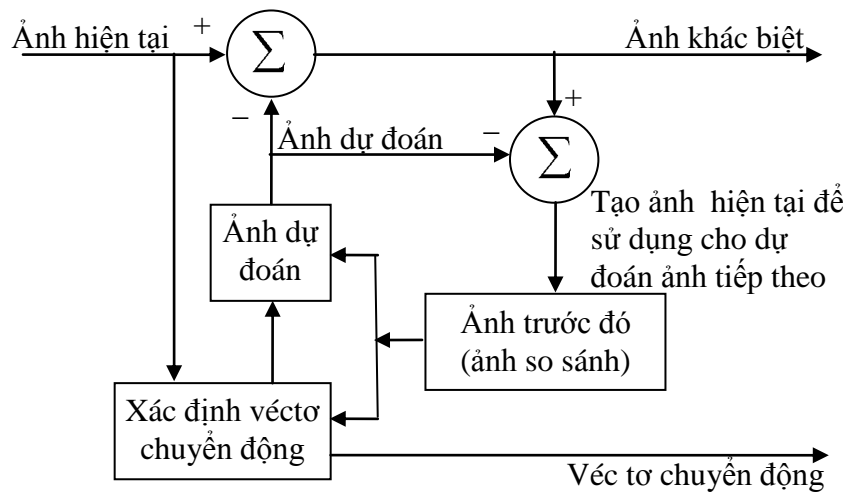 Ảnh hiện tại
+
Σ
Ảnh khác biệt
−
+
Ảnh dự đoán
−
Σ
Ảnh dự
đoán
Tạo ảnh hiện tại để
sử dụng cho dự
đoán ảnh tiếp theo
Ảnh trước đó
(ảnh so sánh)
Xác định véctơ
chuyển động
Véc tơ chuyển động